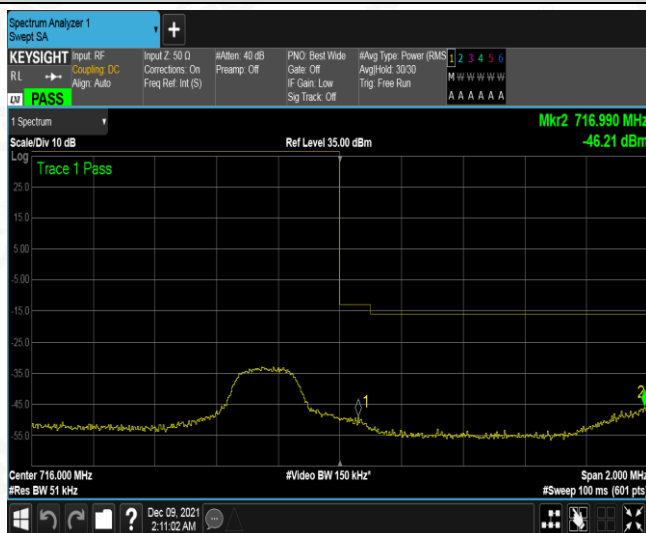 Spectrum Analyzer 1
Swept SA
+
KEYSIGHT
RL
LXI PASS
Input: RF
Coupling: DC
Align: Auto
Input Z: 50 Ω
Corrections: On
Freq Ref: Int (S)
#Atten: 40 dB
Preamp: Off
PNO: Best Wide
Gate: Off
IF Gain: Low
Sig Track: Off
#Avg Type: Power (RMS
Avg|Hold: 30/30
Trig: Free Run
1 2 3 4 5 6
M W W W W W
A A A A A A
1 Spectrum
Mkr2 716.990 MHz
Scale/Div 10 dB
Ref Level 35.00 dBm
-46.21 dBm
Log
Trace 1 Pass
25.0
15.0
5.00
-5.00
-15.0
-25.0
-35.0
-45.0
1
2
-55.0
Center 716.000 MHz
#Video BW 150 kHz*
Span 2.000 MHz
#Res BW 51 kHz
#Sweep 100 ms (601 pts)
?
Dec 09, 2021
2:11:02 AM